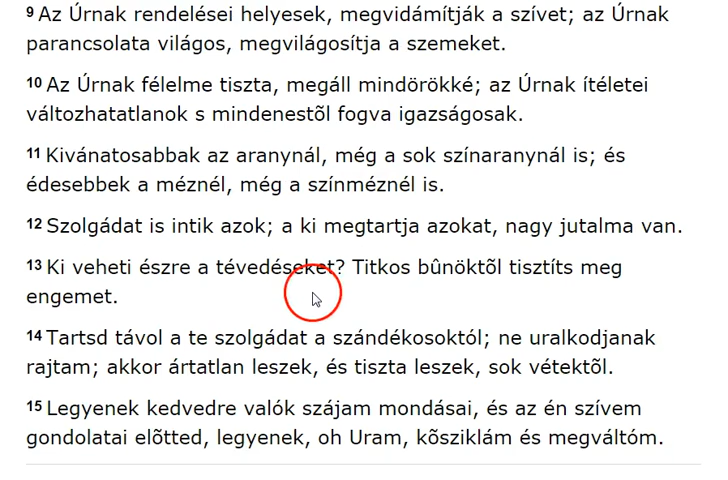 9 Az Úrnak rendelései helyesek, megvidámítják a szívet; az Úrnak
parancsolata világos, megvilágosítja a szemeket.
10 Az Úrnak félelme tiszta, megáll mindörökké; az Úrnak ítéletei
változhatatlanok s mindenestõl fogva igazságosak.
11 Kivánatosabbak az aranynál, még a sok színaranynál is; és
édesebbek a méznél, még a színméznél is.
12 Szolgádat is intik azok; a ki megtartja azokat, nagy jutalma van.
13 Ki veheti észre a tévedéseket? Titkos bûnöktõl tisztíts meg
engemet.
14 Tartsd távol a te szolgádat a szándékosoktól; ne uralkodjanak
rajtam; akkor ártatlan leszek, és tiszta leszek, sok vétektõl.
15 Legyenek kedvedre valók szájam mondásai, és az én szívem
gondolatai elõtted, legyenek, oh Uram, kõsziklám és megváltóm.